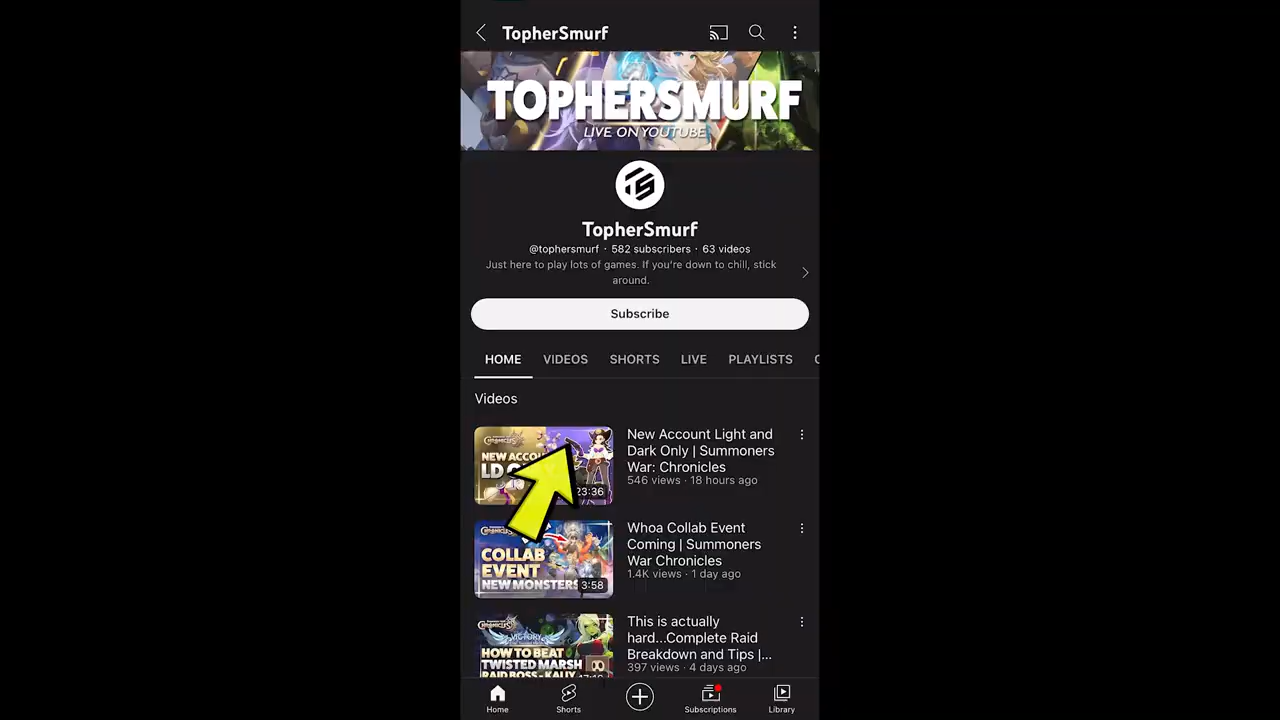 TopherSmurf
TOPHERSMURF
LIVE ON YOUTUBE
TopherSmurf
@tophersmurf · 582 subscribers · 63 videos
Just here to play lots of games. If you're down to chill, stick
around.
Subscribe
HOME VIDEOS SHORTS LIVE PLAYLISTS
Videos
CHRONICLES
NEW ACCOUNT
LD
23:36
New Account Light and
Dark Only | Summoners
War: Chronicles
546 views · 18 hours ago
COLLAB
EVENT
NEW MONSTERS
3:58
Whoa Collab Event
Coming | Summoners
War Chronicles
1.4K views · 1 day ago
CHRONICLES
VICTORY
HOW TO BEAT
TWISTED MARSH
RAID BOSS - KALIY
This is actually
hard...Complete Raid
Breakdown and Tips |...
397 views · 4 days ago
Home Shorts Subscriptions Library